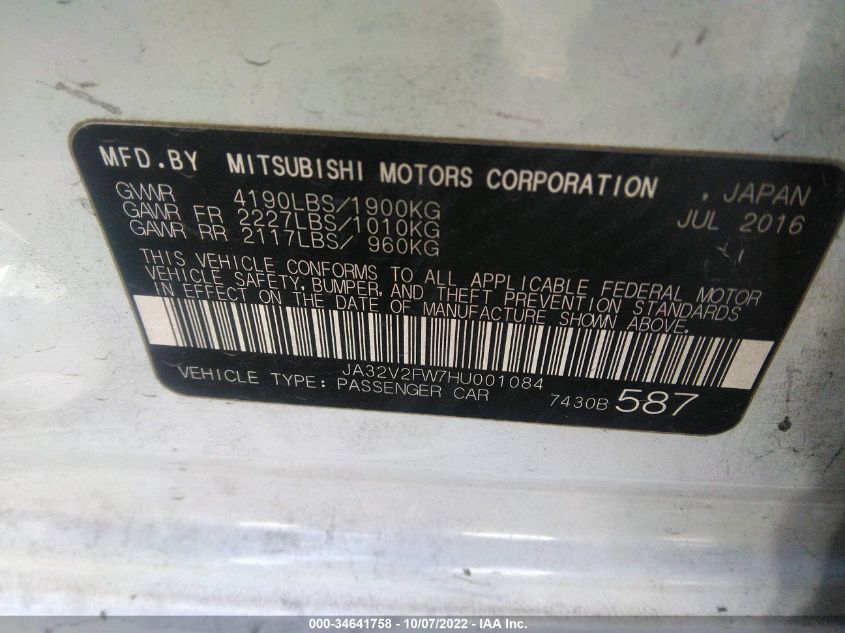 MFD.BY MITSUBISHI MOTORS CORPORATION , JAPAN
GVWR 4190LBS/1900KG JUL 2016
GAWR FR 2227LBS/1010KG
GAWR RR 2117LBS/ 960KG
THIS VEHICLE CONFORMS TO ALL APPLICABLE FEDERAL MOTOR
VEHICLE SAFETY, BUMPER, AND THEFT PREVENTION STANDARDS
IN EFFECT ON THE DATE OF MANUFACTURE SHOWN ABOVE.
JA32V2FW7HU001084
VEHICLE TYPE: PASSENGER CAR 7430B 587
000-34641758 - 10/07/2022 - IAA Inc.